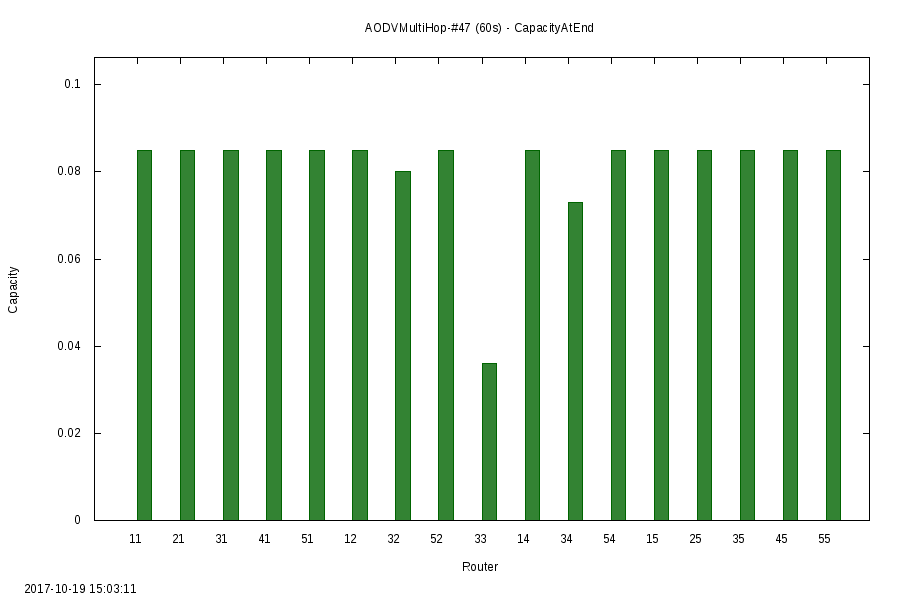 AODVMultiHop-#47 (60s) - CapacityAtEnd
0.1
0.08
0.06
0.04
0.02
0
Capacity
11 21 31 41 51 12 32 52 33 14 34 54 15 25 35 45 55
Router
2017-10-19 15:03:11